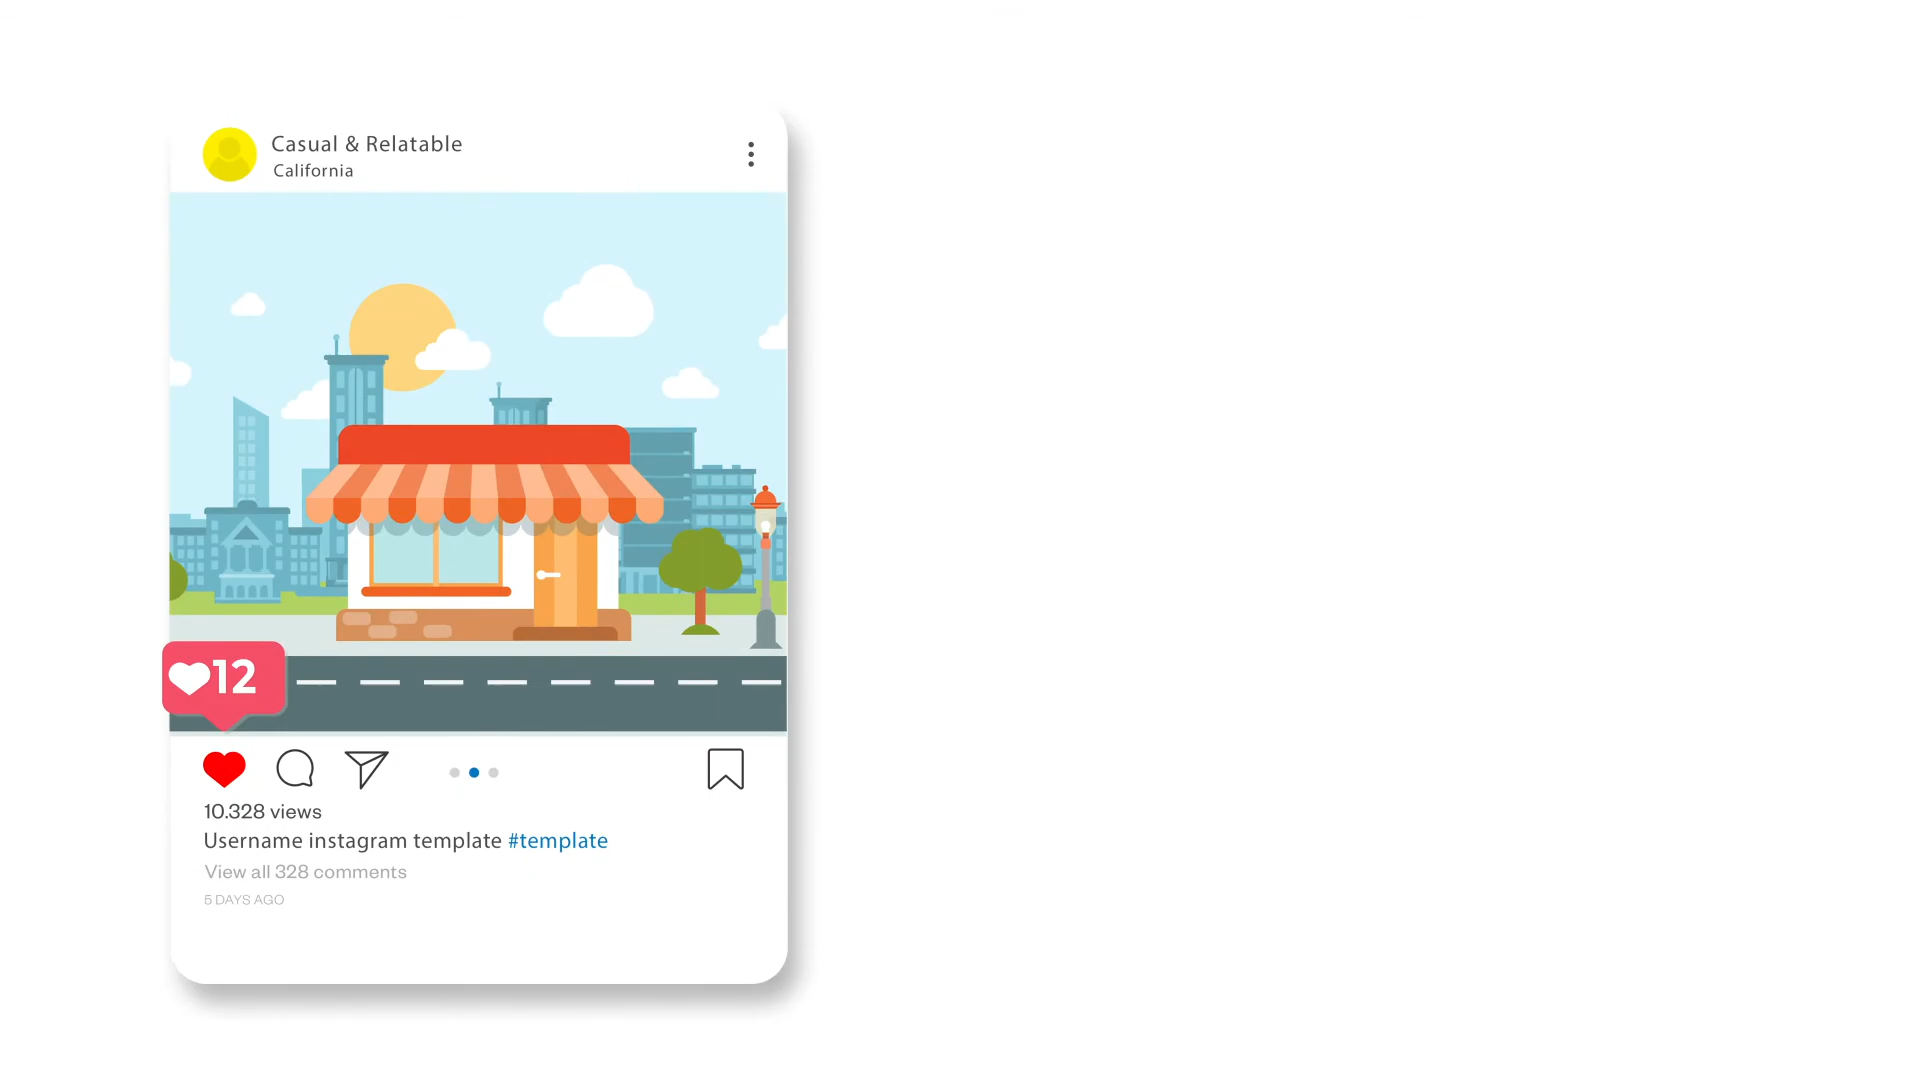 Casual & Relatable
California
12
10.328 views
Username instagram template #template
View all 328 comments
5 DAYS AGO